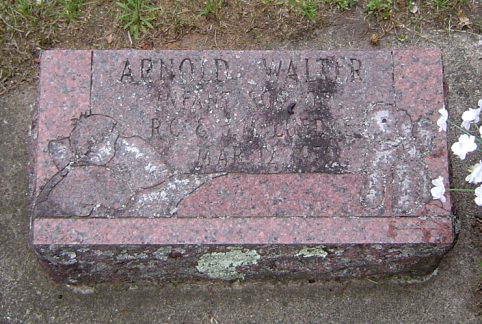 ARNOLD WALTER
INFANT SON OF
R.C. &
MAR. 12